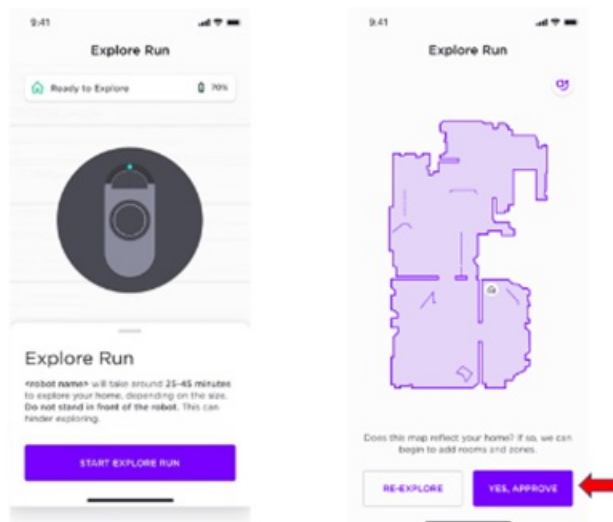 9:41
Explore Run
Ready to Explore 70%
Explore Run
<robot name> will take around 25-45 minutes
to explore your home, depending on the size.
Do not stand in front of the robot. This can
hinder exploring.
START EXPLORE RUN
9:41
Explore Run
Does this map reflect your home? If so, we can
begin to add rooms and zones.
RE-EXPLORE YES, APPROVE